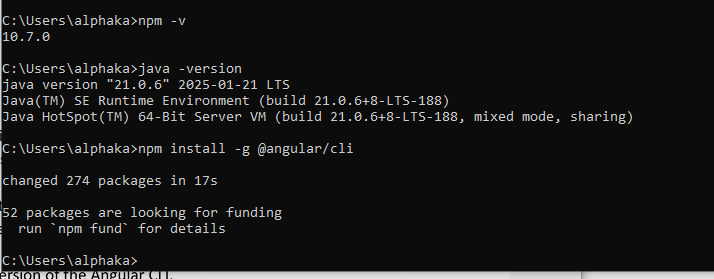 C:\Users\alphaka>npm -v
10.7.0
C:\Users\alphaka>java -version
java version "21.0.6" 2025-01-21 LTS
Java(TM) SE Runtime Environment (build 21.0.6+8-LTS-188)
Java HotSpot(TM) 64-Bit Server VM (build 21.0.6+8-LTS-188, mixed mode, sharing)
C:\Users\alphaka>npm install -g @angular/cli
changed 274 packages in 17s
52 packages are looking for funding
  run `npm fund` for details
C:\Users\alphaka>
ersion of the Angular CLI.